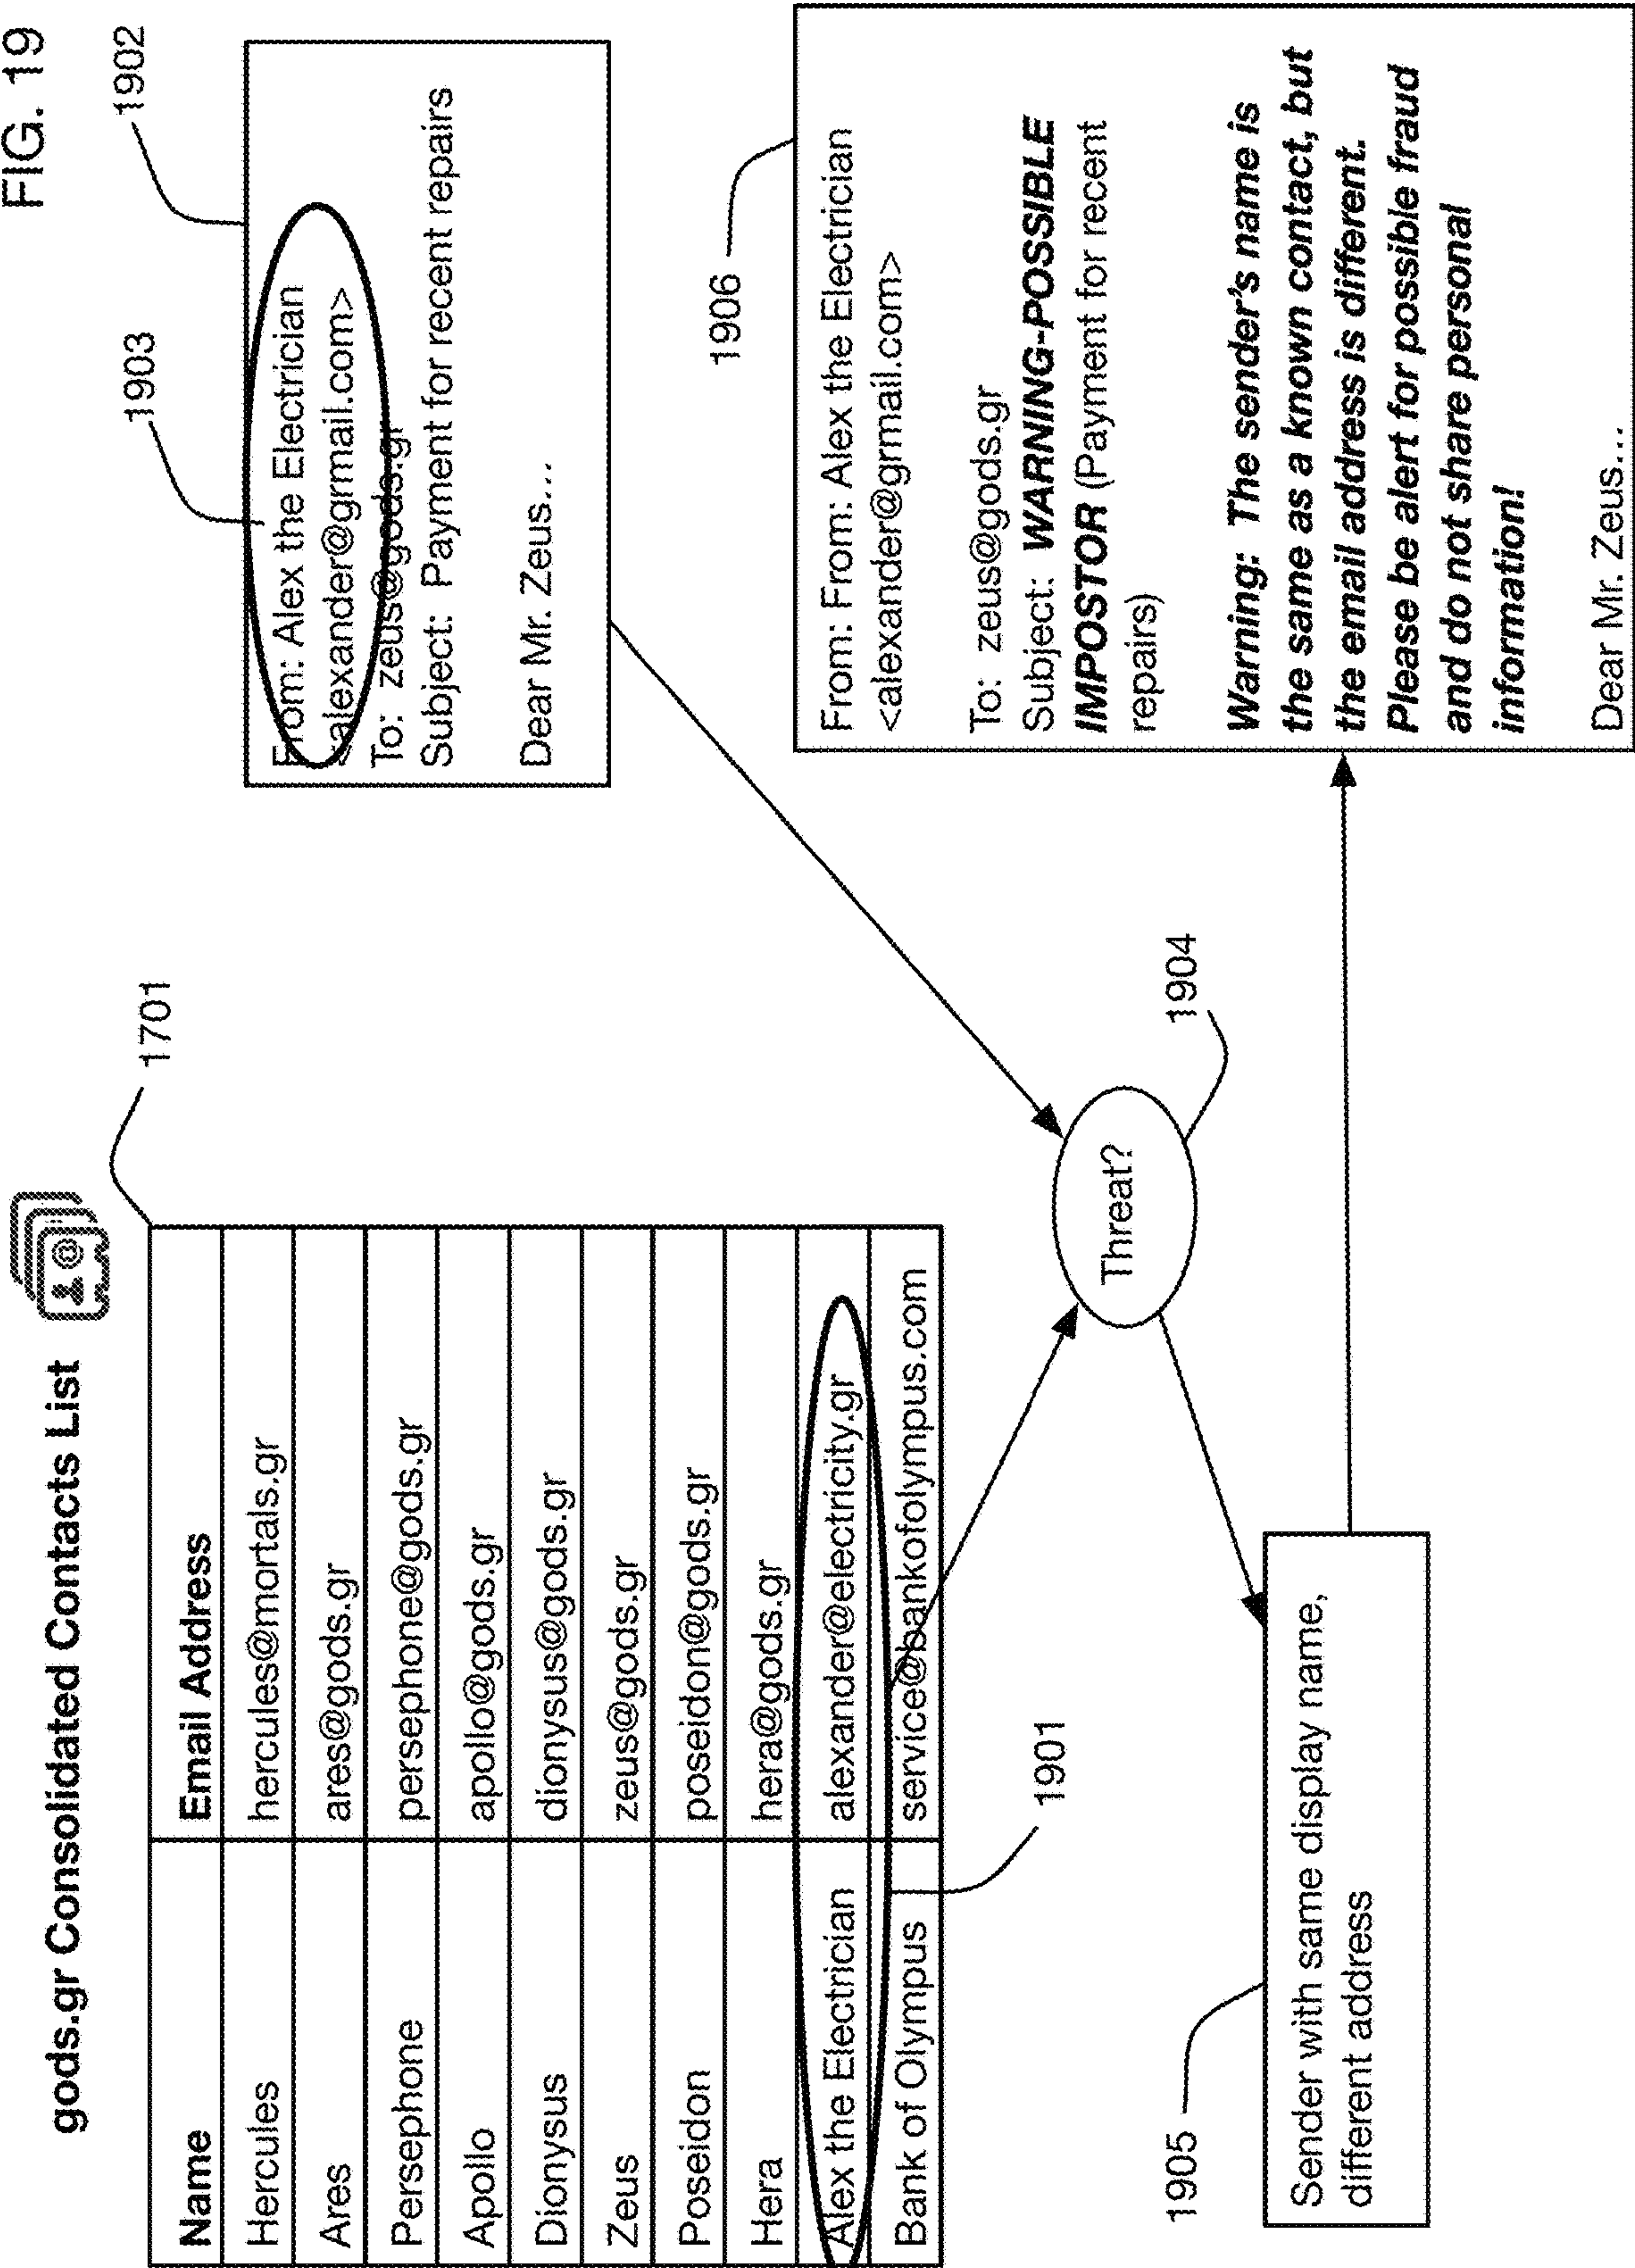 FIG. 19
gods.gr Consolidated Contacts List
1701
Name Email Address
Hercules hercules@mortals.gr
Ares ares@gods.gr
Persephone persephone@gods.gr
Apollo apollo@gods.gr
Dionysus dionysus@gods.gr
Zeus zeus@gods.gr
Poseidon poseidon@gods.gr
Hera hera@gods.gr
Alex the Electrician alexander@electricity.gr
Bank of Olympus service@bankofolympus.com
1901
1903
1902
From: Alex the Electrician
<alexander@grmail.com>
To: zeus@gods.gr
Subject: Payment for recent repairs
Dear Mr. Zeus...
Threat?
1904
1905
Sender with same display name,
different address
1906
From: From: Alex the Electrician
<alexander@grmail.com>
To: zeus@gods.gr
Subject: WARNING-POSSIBLE
IMPOSTOR (Payment for recent
repairs)
Warning: The sender's name is
the same as a known contact, but
the email address is different.
Please be alert for possible fraud
and do not share personal
information!
Dear Mr. Zeus...